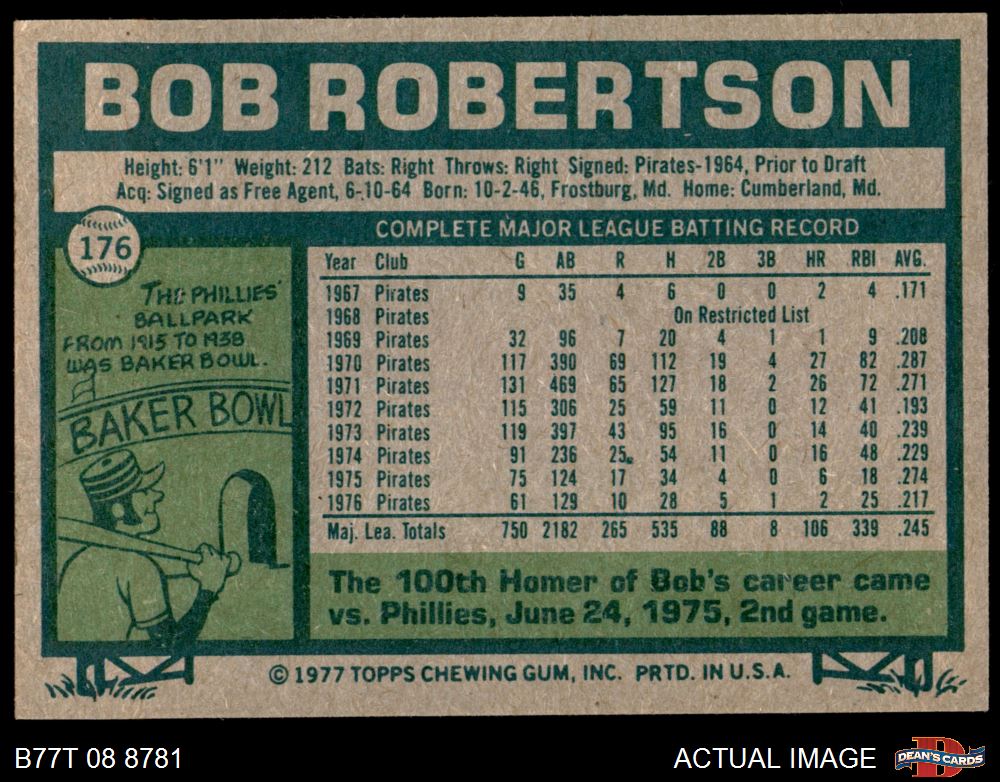 BOB ROBERTSON
Height: 6'1" Weight: 212 Bats: Right Throws: Right Signed: Pirates-1964, Prior to Draft
Acq: Signed as Free Agent, 6-10-64 Born: 10-2-46, Frostburg, Md. Home: Cumberland, Md.
176
COMPLETE MAJOR LEAGUE BATTING RECORD
THE PHILLIES'
BALLPARK
FROM 1915 TO 1938
WAS BAKER BOWL.
BAKER BOWL
Year Club G AB R H 2B 3B HR RBI AVG.
1967 Pirates 9 35 4 6 0 0 2 4 .171
1968 Pirates On Restricted List
1969 Pirates 32 96 7 20 4 1 1 9 .208
1970 Pirates 117 390 69 112 19 4 27 82 .287
1971 Pirates 131 469 65 127 18 2 26 72 .271
1972 Pirates 115 306 25 59 11 0 12 41 .193
1973 Pirates 119 397 43 95 16 0 14 40 .239
1974 Pirates 91 236 25 54 11 0 16 48 .229
1975 Pirates 75 124 17 34 4 0 6 18 .274
1976 Pirates 61 129 10 28 5 1 2 25 .217
Maj. Lea. Totals 750 2182 265 535 88 8 106 339 .245
The 100th Homer of Bob's career came
vs. Phillies, June 24, 1975, 2nd game.
© 1977 TOPPS CHEWING GUM, INC. PRTD. IN U.S.A.
B77T 08 8781
ACTUAL IMAGE
D
DEAN'S CARDS